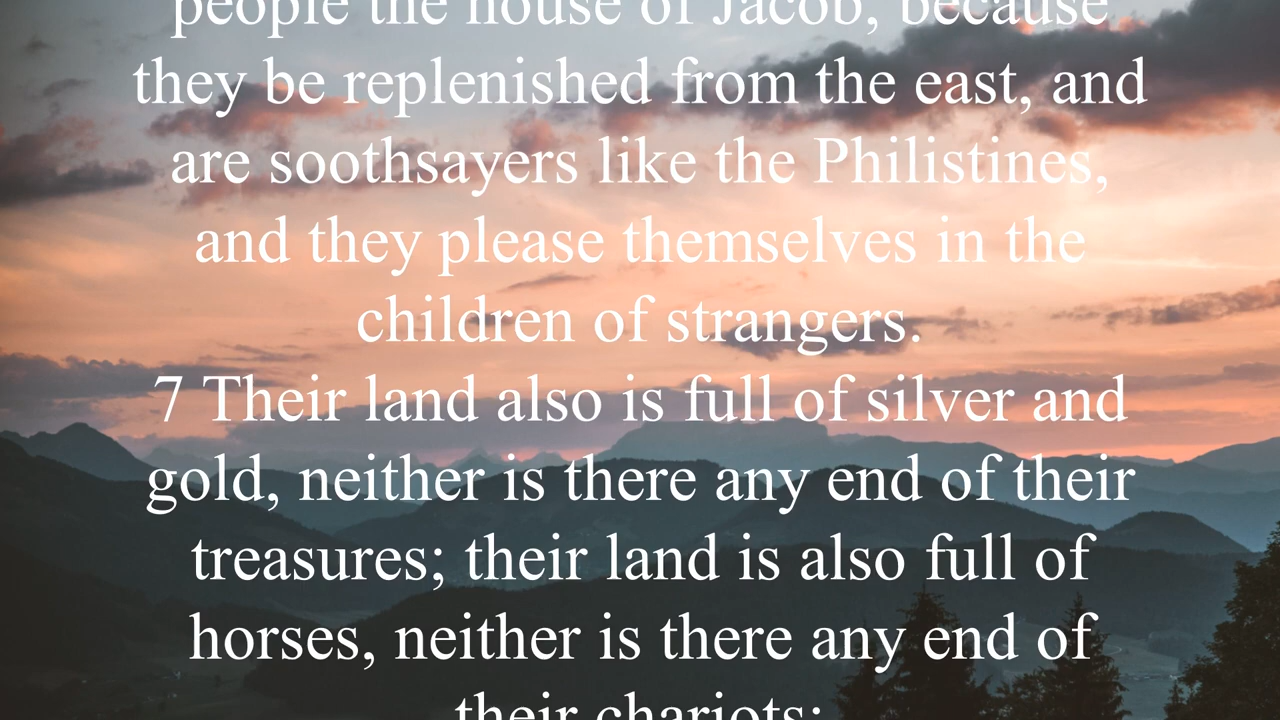 people the house of Jacob, because
they be replenished from the east, and
are soothsayers like the Philistines,
and they please themselves in the
children of strangers.
7 Their land also is full of silver and
gold, neither is there any end of their
treasures; their land is also full of
horses, neither is there any end of
their chariots: